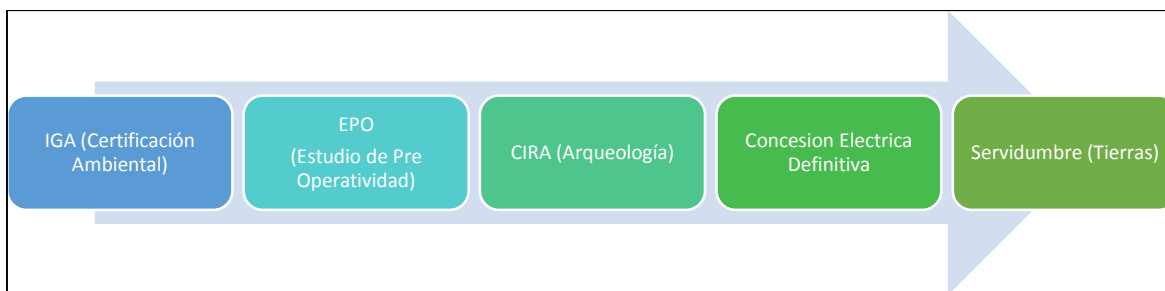 IGA (Certificación
Ambiental)
EPO
(Estudio de Pre
Operatividad)
CIRA (Arqueología)
Concesion Electrica
Definitiva
Servidumbre (Tierras)